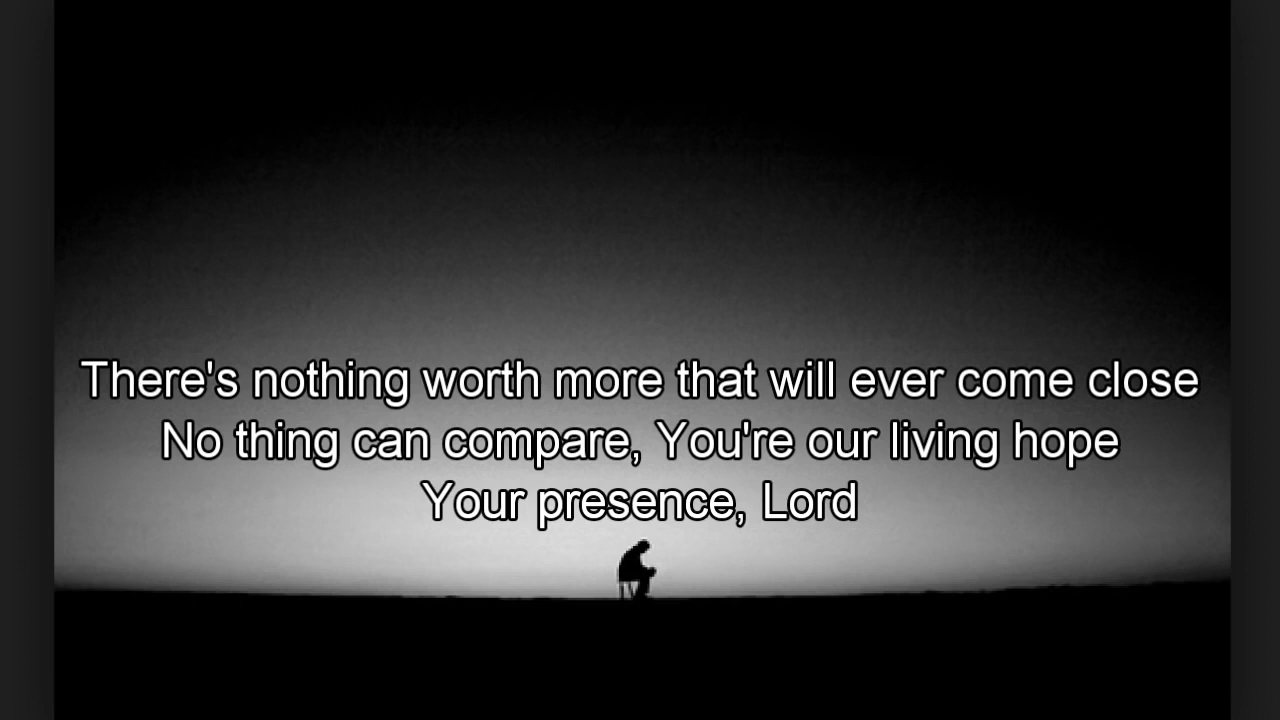 There's nothing worth more that will ever come close
No thing can compare, You're our living hope
Your presence, Lord